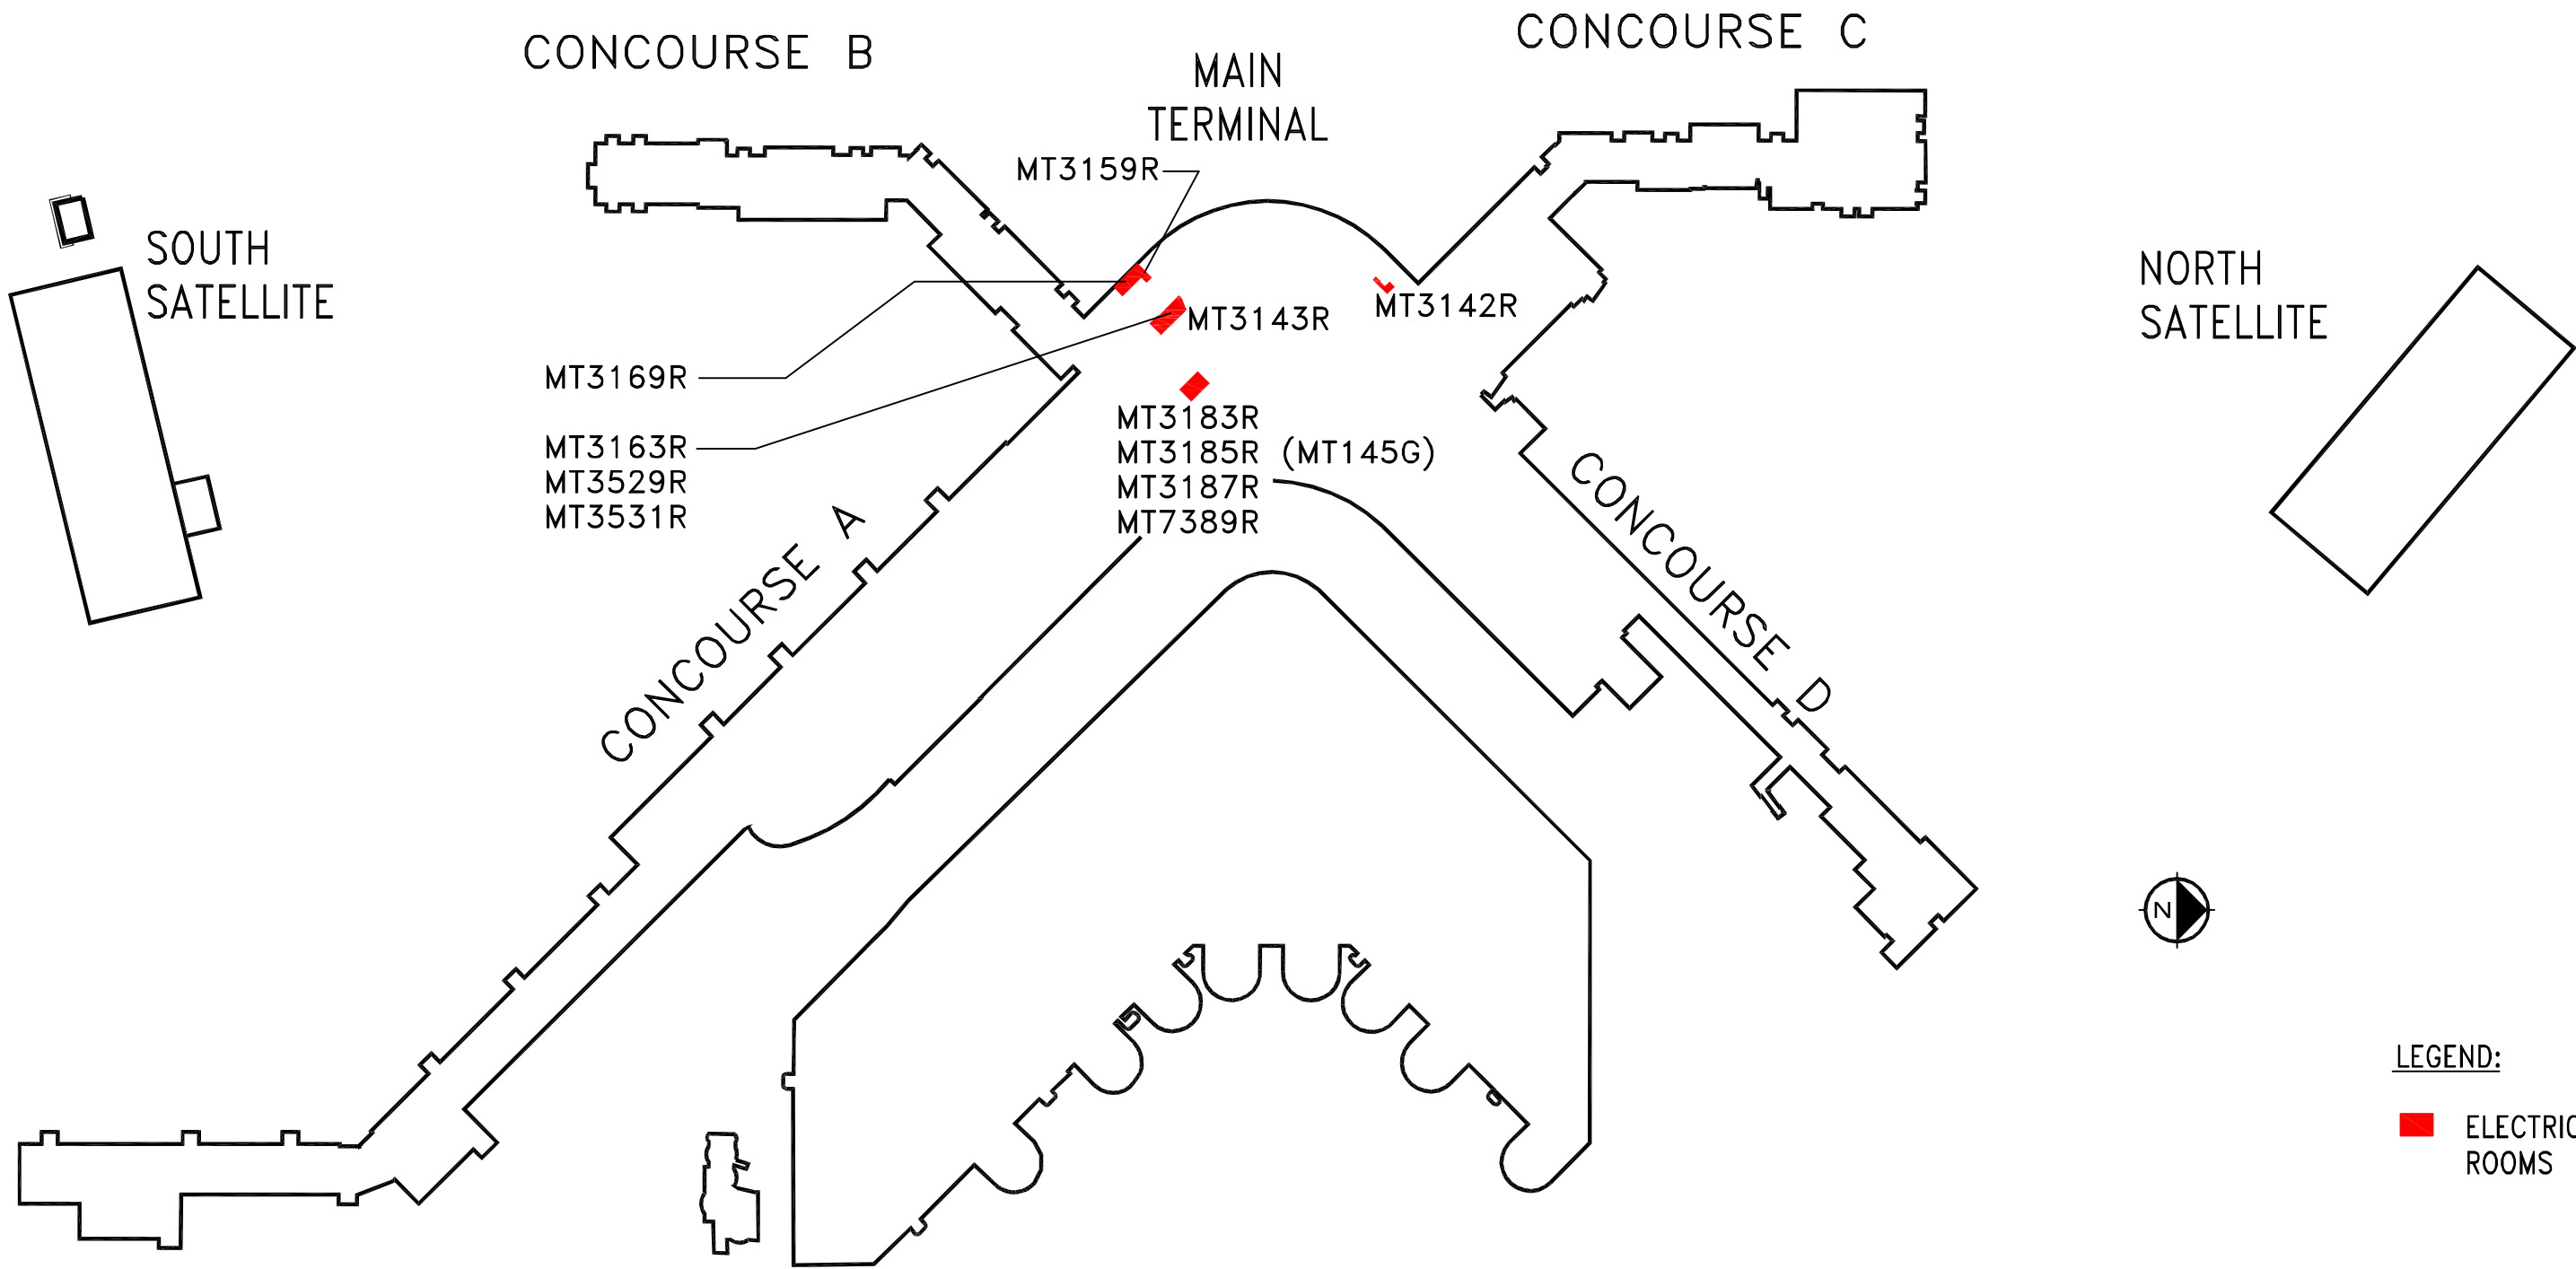 CONCOURSE B
CONCOURSE C
MAIN
TERMINAL
MT3159R
SOUTH
SATELLITE
NORTH
SATELLITE
MT3143R
MT3142R
MT3169R
MT3163R
MT3529R
MT3531R
MT3183R
MT3185R (MT145G)
MT3187R
MT7389R
CONCOURSE A
CONCOURSE D
N
LEGEND:
ELECTRIC
ROOMS